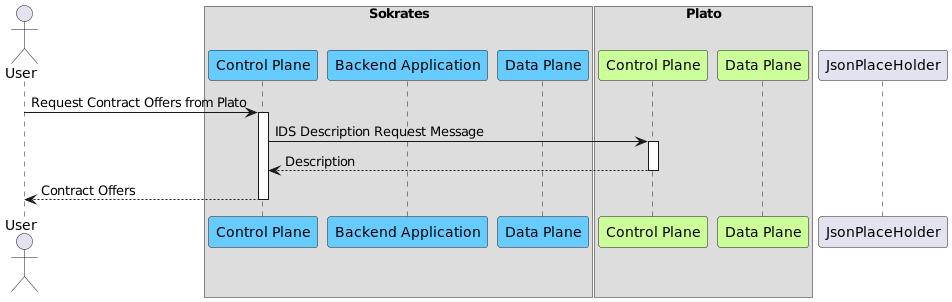 Sokrates
Plato
User
Control Plane
Backend Application
Data Plane
Control Plane
Data Plane
JsonPlaceHolder
Request Contract Offers from Plato
IDS Description Request Message
Description
Contract Offers
User
Control Plane
Backend Application
Data Plane
Control Plane
Data Plane
JsonPlaceHolder